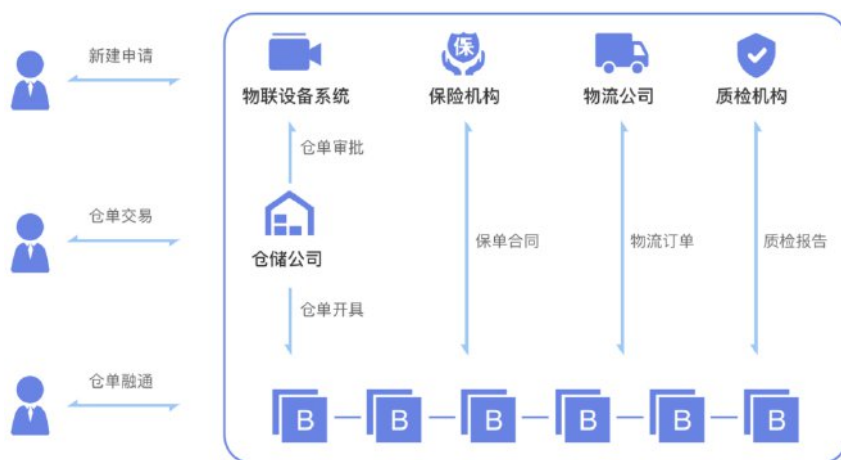 新建申请
保
物联设备系统
保险机构
物流公司
质检机构
仓单审批
仓单交易
仓储公司
保单合同
物流订单
质检报告
仓单开具
仓单融通
B
B
B
B
B
B